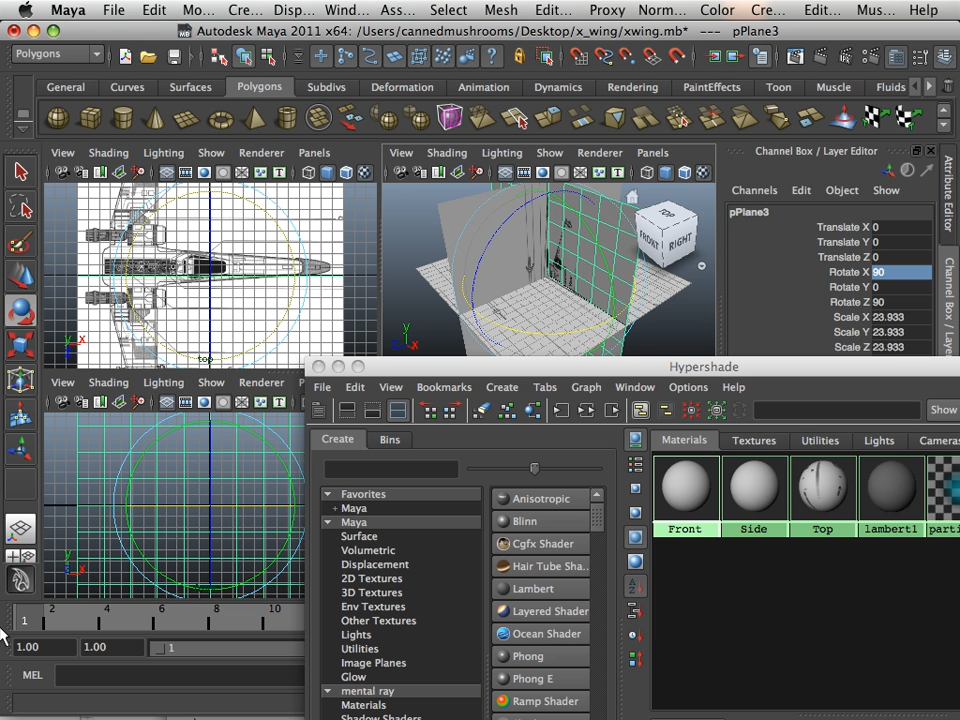 Maya File Edit Mo... Cre... Disp... Wind... Ass... Select Mesh Edit... Proxy Norm... Color Cre... Edit... Mus... Help
Autodesk Maya 2011 x64: /Users/cannedmushrooms/Desktop/x_wing/xwing.mb* --- pPlane3
Polygons
General Curves Surfaces Polygons Subdivs Deformation Animation Dynamics Rendering PaintEffects Toon Muscle Fluids
View Shading Lighting Show Renderer Panels
View Shading Lighting Show Renderer Panels
Channel Box / Layer Editor
Channels Edit Object Show
pPlane3
Translate X 0
Translate Y 0
Translate Z 0
Rotate X 90
Rotate Y 0
Rotate Z 90
Scale X 23.933
Scale Y 23.933
Scale Z 23.933
Attribute Editor
Channel Box / Layer
TOP
FRONT
RIGHT
y
x
top
y
x
View Shading Lighting Show Renderer
y
x
Hypershade
File Edit View Bookmarks Create Tabs Graph Window Options Help
Show
Create Bins
Materials Textures Utilities Lights Cameras
Favorites
+ Maya
Maya
Surface
Volumetric
Displacement
2D Textures
3D Textures
Env Textures
Other Textures
Lights
Utilities
Image Planes
Glow
mental ray
Materials
Shadow Shaders
Anisotropic
Blinn
Cgfx Shader
Hair Tube Sha...
Lambert
Layered Shader
Ocean Shader
Phong
Phong E
Ramp Shader
Front Side Top lambert1 parti
2 4 6 8 10
1
1.00 1.00 1
MEL